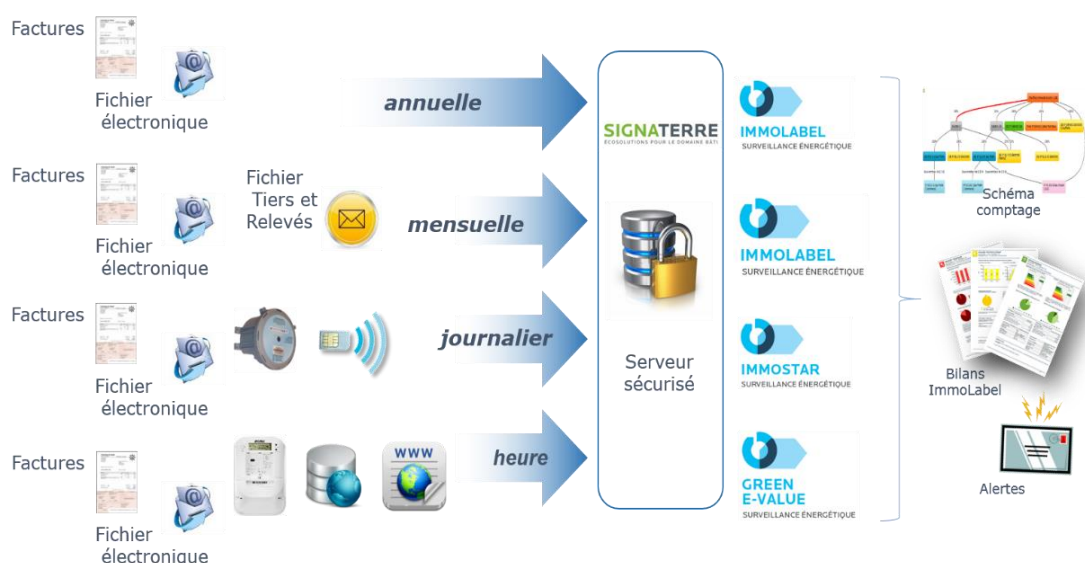 Factures
Fichier
électronique
annuelle
Factures
Fichier
électronique
Fichier
Tiers et
Relevés
mensuelle
Factures
Fichier
électronique
journalier
Factures
Fichier
électronique
WWW
heure
SIGNATERRE
ÉCOSOLUTIONS POUR LE DOMAINE BÂTI
Serveur
sécurisé
IMMOLABEL
SURVEILLANCE ÉNERGÉTIQUE
IMMOLABEL
SURVEILLANCE ÉNERGÉTIQUE
IMMOSTAR
SURVEILLANCE ÉNERGÉTIQUE
GREEN
E-VALUE
SURVEILLANCE ÉNERGÉTIQUE
Schéma
comptage
Bilans
ImmoLabel
Alertes